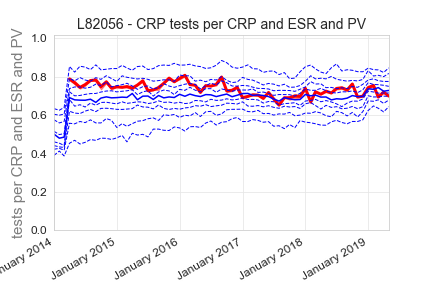 L82056 - CRP tests per CRP and ESR and PV
tests per CRP and ESR and PV
1.0
0.8
0.6
0.4
0.2
0.0
nuary 2014
January 2015
January 2016
January 2017
January 2018
January 2019